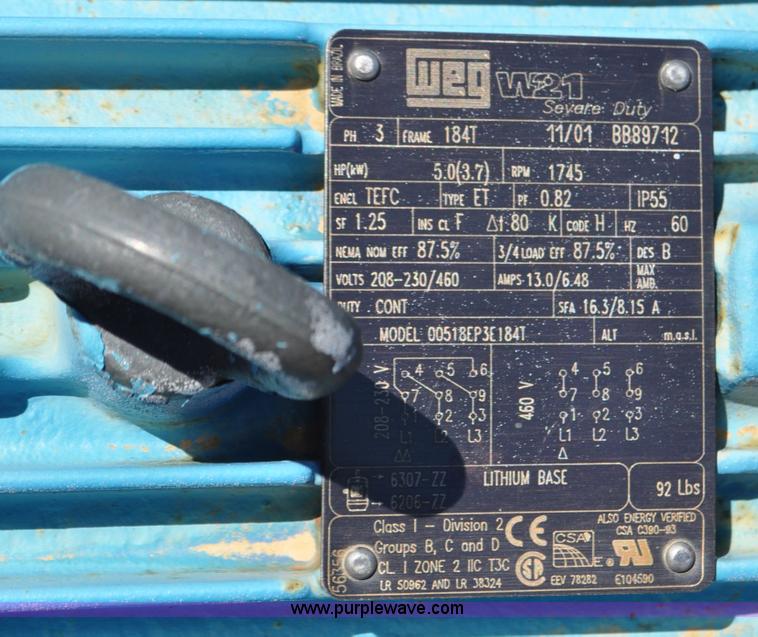 MADE IN BRAZIL
WEG W21
Severe Duty
PH 3 FRAME 184T 11/01 BB89712
HP(kW) 5.0(3.7) RPM 1745
ENCL TEFC TYPE ET PF 0.82 IP55
SF 1.25 INS CL F Δt 80 K CODE H HZ 60
NEMA NOM EFF 87.5% 3/4 LOAD EFF 87.5% DES B
VOLTS 208-230/460 AMPS 13.0/6.48 MAX AMB.
DUTY CONT SFA 16.3/8.15 A
MODEL 00518EP3E184T ALT m.a.s.l.
208-230 V 4 5 6 460 V 4 5 6
7 8 9 7 8 9
1 2 3 1 2 3
L1 L2 L3 L1 L2 L3
ΔΔ Δ
6307-ZZ LITHIUM BASE
6206-ZZ 92 Lbs
Class I - Division 2 CE ALSO ENERGY VERIFIED
CSA C390-93
Groups B, C and D CSA
CL I ZONE 2 IIC T3C
LR 50962 AND LR 38324 EEV 78282 E104590
56356
www.purplewave.com